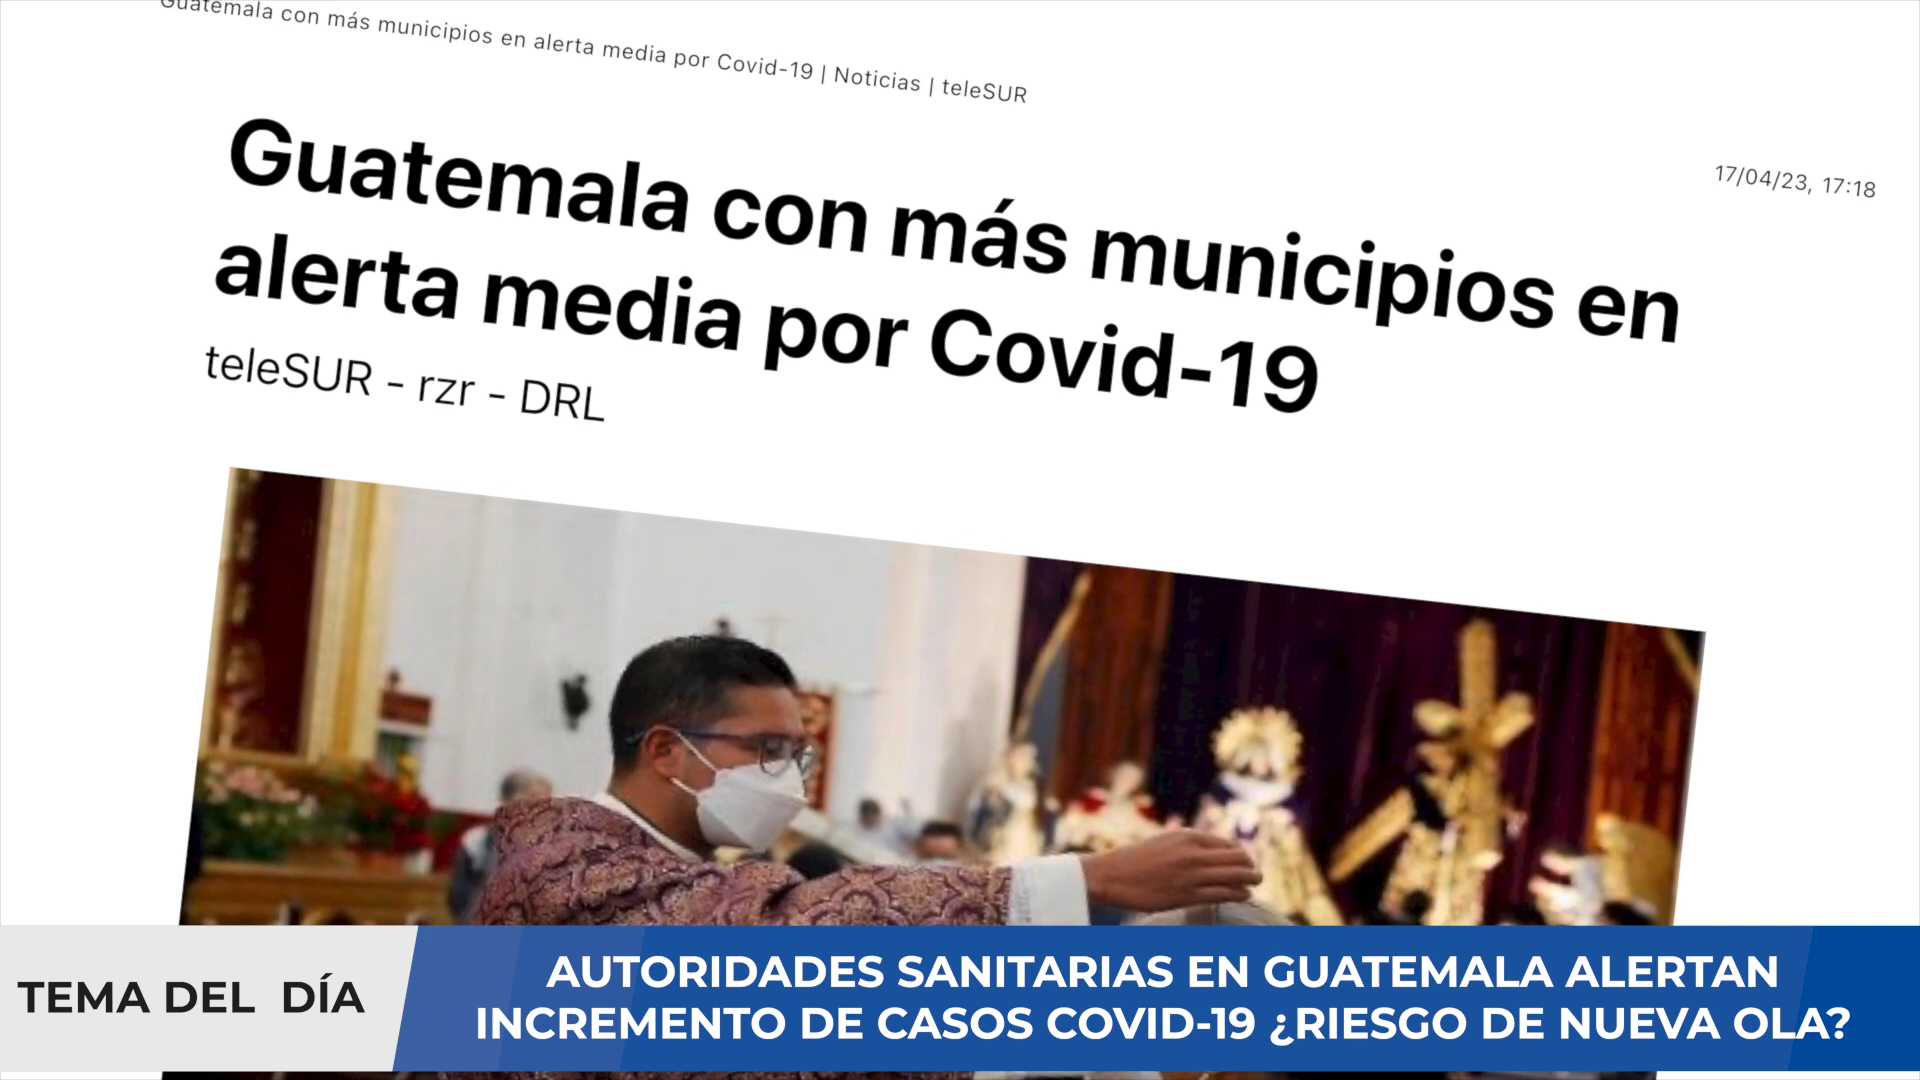 Guatemala con más municipios en alerta media por Covid-19 | Noticias | teleSUR
17/04/23, 17:18
Guatemala con más municipios en
alerta media por Covid-19
teleSUR - rzr - DRL
TEMA DEL DÍA
AUTORIDADES SANITARIAS EN GUATEMALA ALERTAN
INCREMENTO DE CASOS COVID-19 ¿RIESGO DE NUEVA OLA?